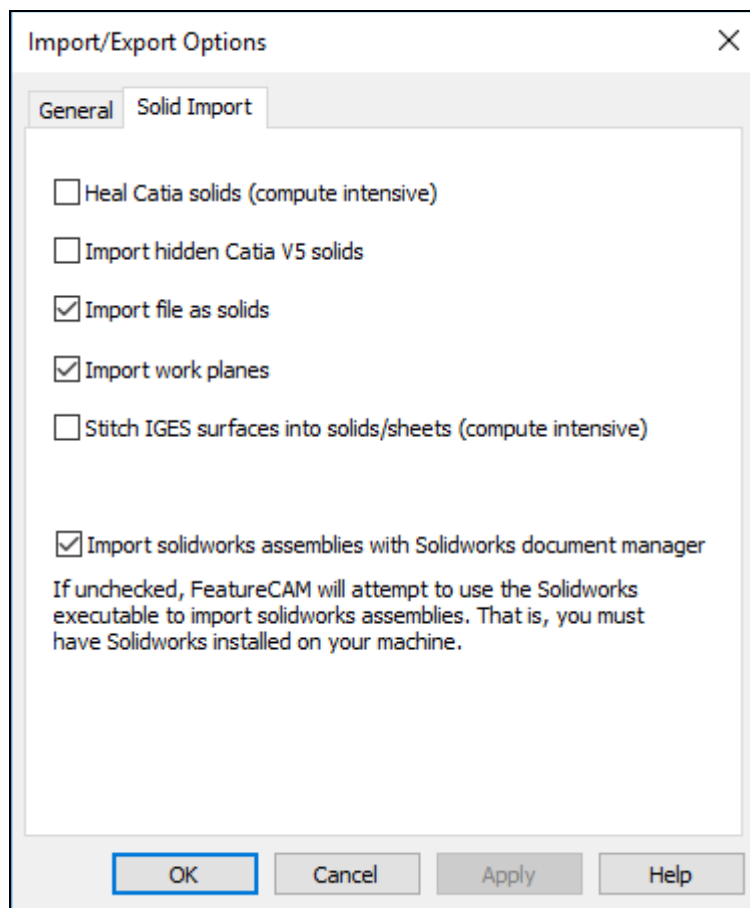 Import/Export Options
General
Solid Import
Heal Catia solids (compute intensive)
Import hidden Catia V5 solids
Import file as solids
Import work planes
Stitch IGES surfaces into solids/sheets (compute intensive)
Import solidworks assemblies with Solidworks document manager
If unchecked, FeatureCAM will attempt to use the Solidworks
executable to import solidworks assemblies. That is, you must
have Solidworks installed on your machine.
OK
Cancel
Apply
Help